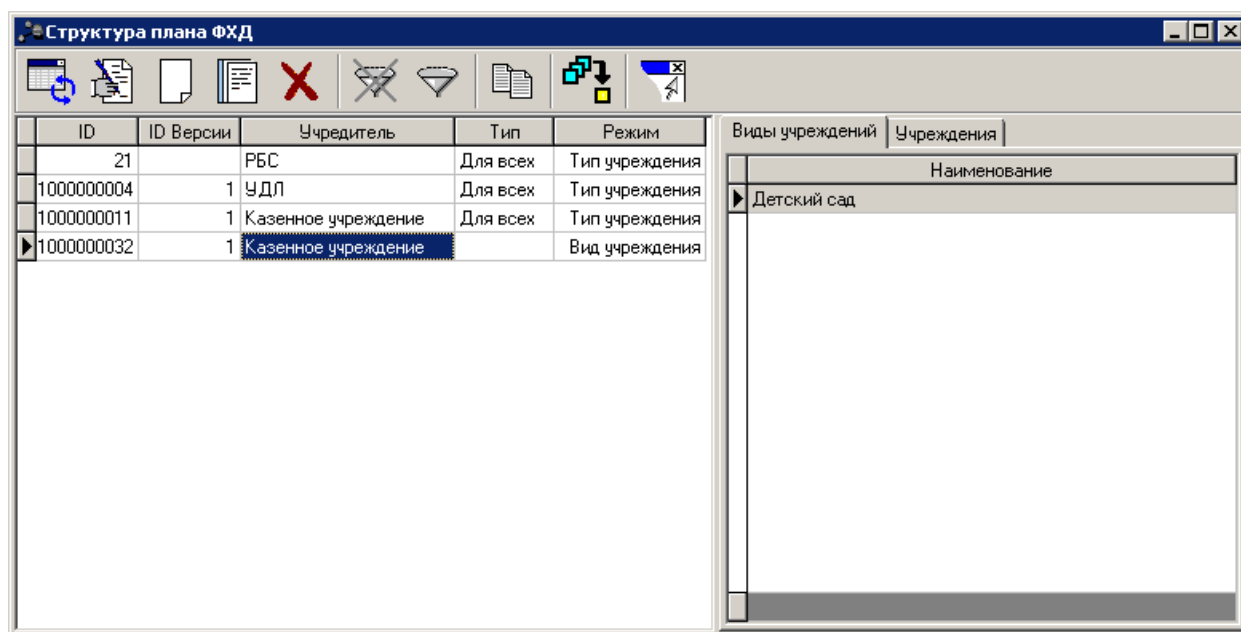 Структура плана ФХД
ID ID Версии Учредитель Тип Режим
21 РБС Для всех Тип учреждения
1000000004 1 УДЛ Для всех Тип учреждения
1000000011 1 Казенное учреждение Для всех Тип учреждения
1000000032 1 Казенное учреждение Вид учреждения
Виды учреждений Учреждения
Наименование
Детский сад